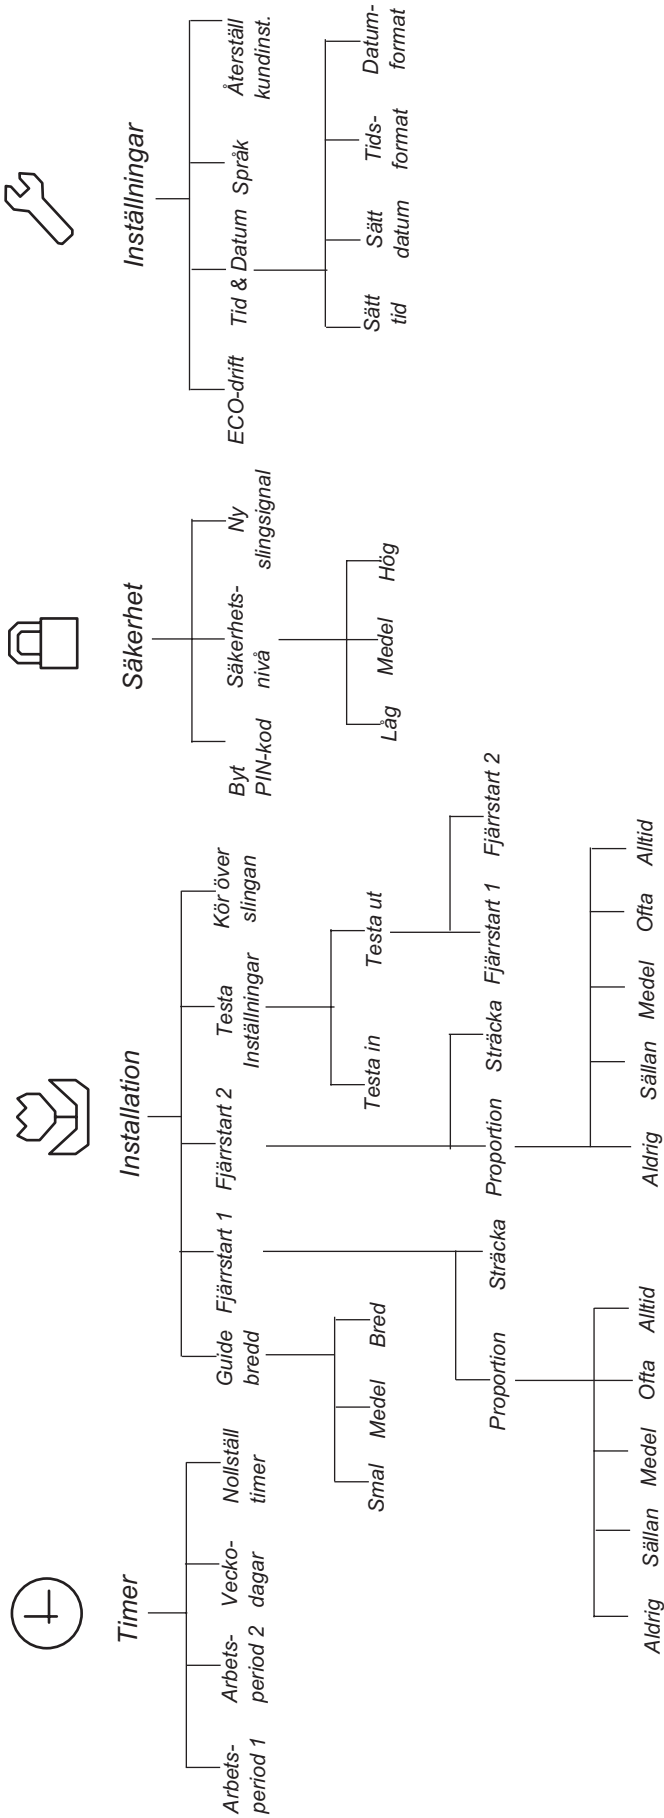 Timer
Arbets-
period 1
Arbets-
period 2
Vecko-
dagar
Nollställ
timer
Installation
Guide
bredd
Smal
Medel
Bred
Fjärrstart 1
Proportion
Aldrig
Sällan
Medel
Ofta
Alltid
Sträcka
Fjärrstart 2
Proportion
Aldrig
Sällan
Medel
Ofta
Alltid
Sträcka
Testa
Inställningar
Testa in
Testa ut
Fjärrstart 1
Fjärrstart 2
Kör över
slingan
Säkerhet
Byt
PIN-kod
Säkerhets-
nivå
Låg
Medel
Hög
Ny
slingsignal
Inställningar
ECO-drift
Tid & Datum
Sätt
tid
Sätt
datum
Tids-
format
Datum-
format
Språk
Återställ
kundinst.